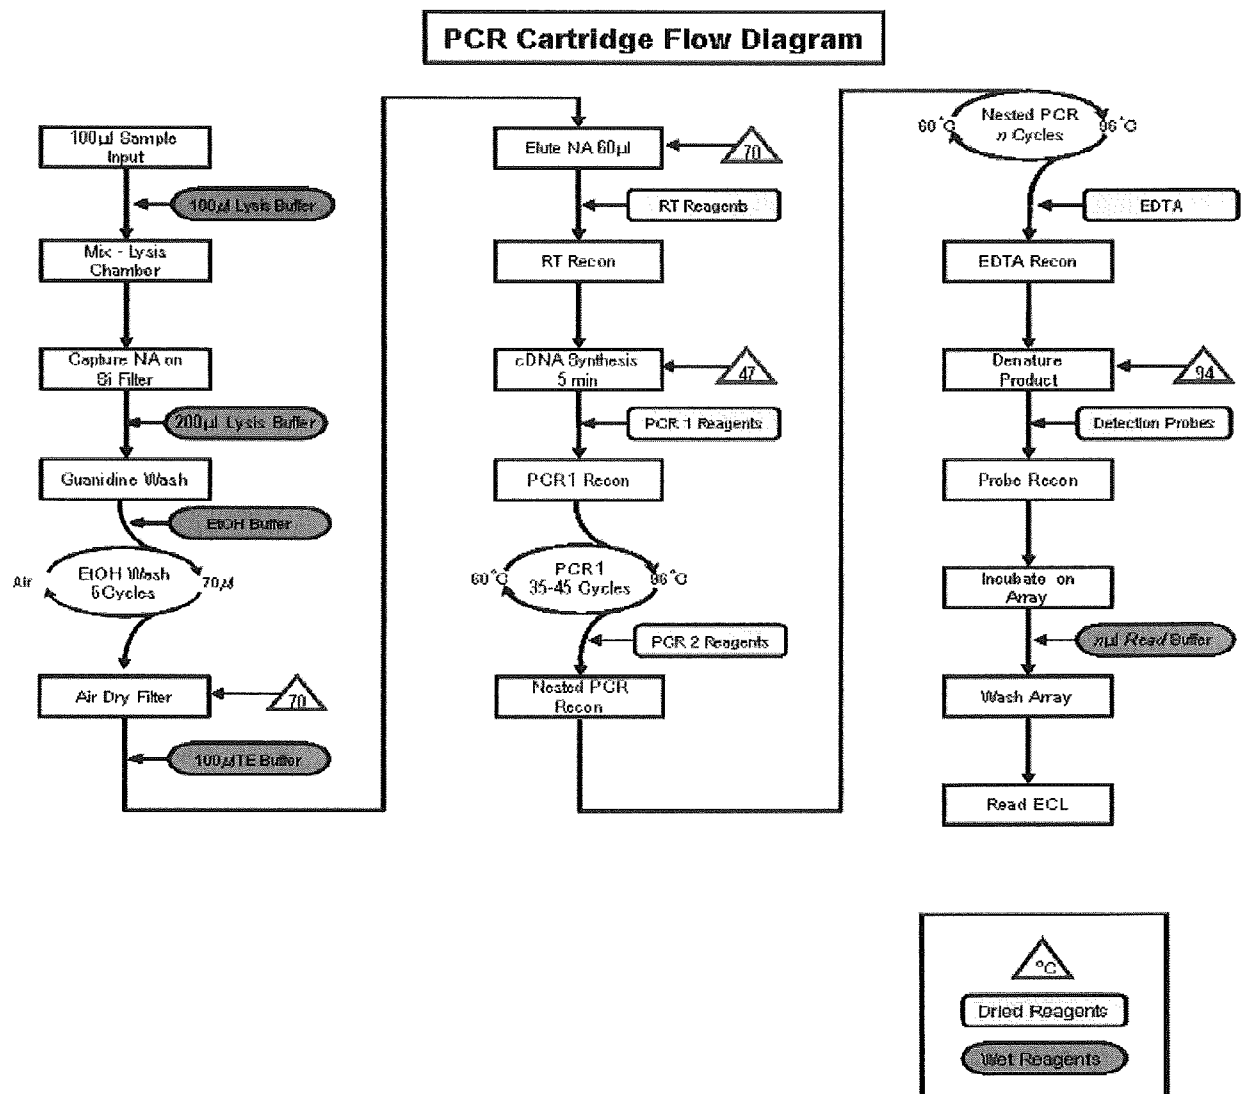 PCR Cartridge Flow Diagram
100µl Sample
Input
100µl Lysis Buffer
Mix - Lysis
Chamber
Capture NA on
Si Filter
200µl Lysis Buffer
Guanidine Wash
EtOH Buffer
Air
EtOH Wash
6 Cycles
70µl
Air Dry Filter
70
100µl TE Buffer
Elute NA 60µl
70
RT Reagents
RT Recon
cDNA Synthesis
5 min
47
PCR 1 Reagents
PCR1 Recon
60°C
PCR1
35-45 Cycles
96°C
PCR 2 Reagents
Nested PCR
Recon
60°C
Nested PCR
n Cycles
96°C
EDTA
EDTA Recon
Denature
Product
94
Detection Probes
Probe Recon
Incubate on
Array
nµl Read Buffer
Wash Array
Read ECL
°C
Dried Reagents
Wet Reagents